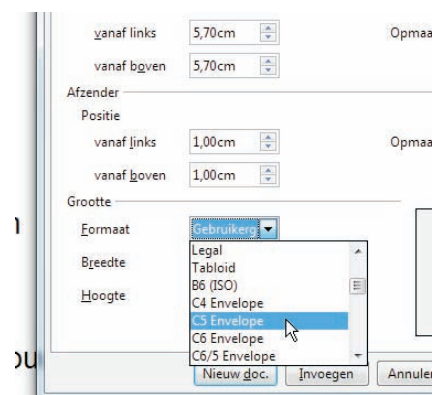 vanaf links 5,70cm Opmaa
vanaf boven 5,70cm
Afzender
Positie
vanaf links 1,00cm Opmaa
vanaf boven 1,00cm
Grootte
Formaat Gebruikerg
Breedte
Hoogte
Legal
Tabloid
B6 (ISO)
C4 Envelope
C5 Envelope
C6 Envelope
C6/5 Envelope
Nieuw doc. Invoegen Annuler